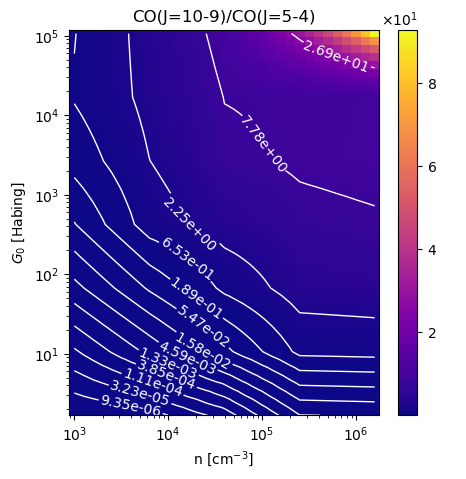 CO(J=10-9)/CO(J=5-4)
×10¹
10⁵
10⁴
10³
10²
10¹
G₀ [Habing]
2.69e+01
7.78e+00
2.25e+00
6.53e-01
1.89e-01
5.47e-02
1.58e-02
4.59e-03
1.33e-03
3.85e-04
1.11e-04
3.23e-05
9.35e-06
8
6
4
2
10³ 10⁴ 10⁵ 10⁶
n [cm⁻³]